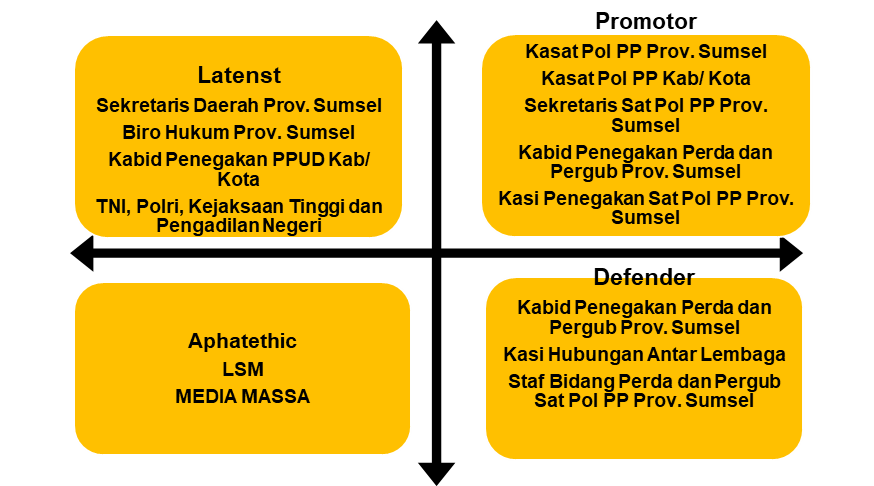 Latenst
Sekretaris Daerah Prov. Sumsel
Biro Hukum Prov. Sumsel
Kabid Penegakan PPUD Kab/
Kota
TNI, Polri, Kejaksaan Tinggi dan
Pengadilan Negeri
Promotor
Kasat Pol PP Prov. Sumsel
Kasat Pol PP Kab/ Kota
Sekretaris Sat Pol PP Prov.
Sumsel
Kabid Penegakan Perda dan
Pergub Prov. Sumsel
Kasi Penegakan Sat Pol PP Prov.
Sumsel
Aphatethic
LSM
MEDIA MASSA
Defender
Kabid Penegakan Perda dan
Pergub Prov. Sumsel
Kasi Hubungan Antar Lembaga
Staf Bidang Perda dan Pergub
Sat Pol PP Prov. Sumsel